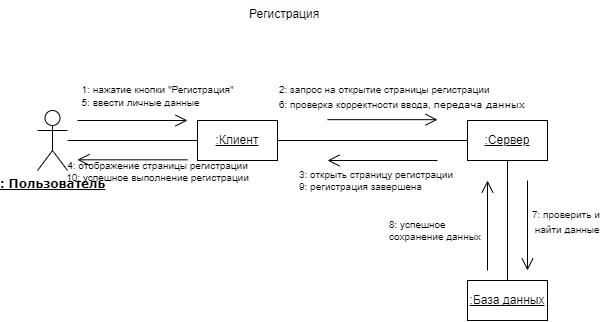 Регистрация
1: нажатие кнопки "Регистрация"
5: ввести личные данные
2: запрос на открытие страницы регистрации
6: проверка корректности ввода, передача данных
:Клиент
:Сервер
4: отображение страницы регистрации
10: успешное выполнение регистрации
: Пользователь
3: открыть страницу регистрации
9: регистрация завершена
7: проверить и
найти данные
8: успешное
сохранение данных
:База данных